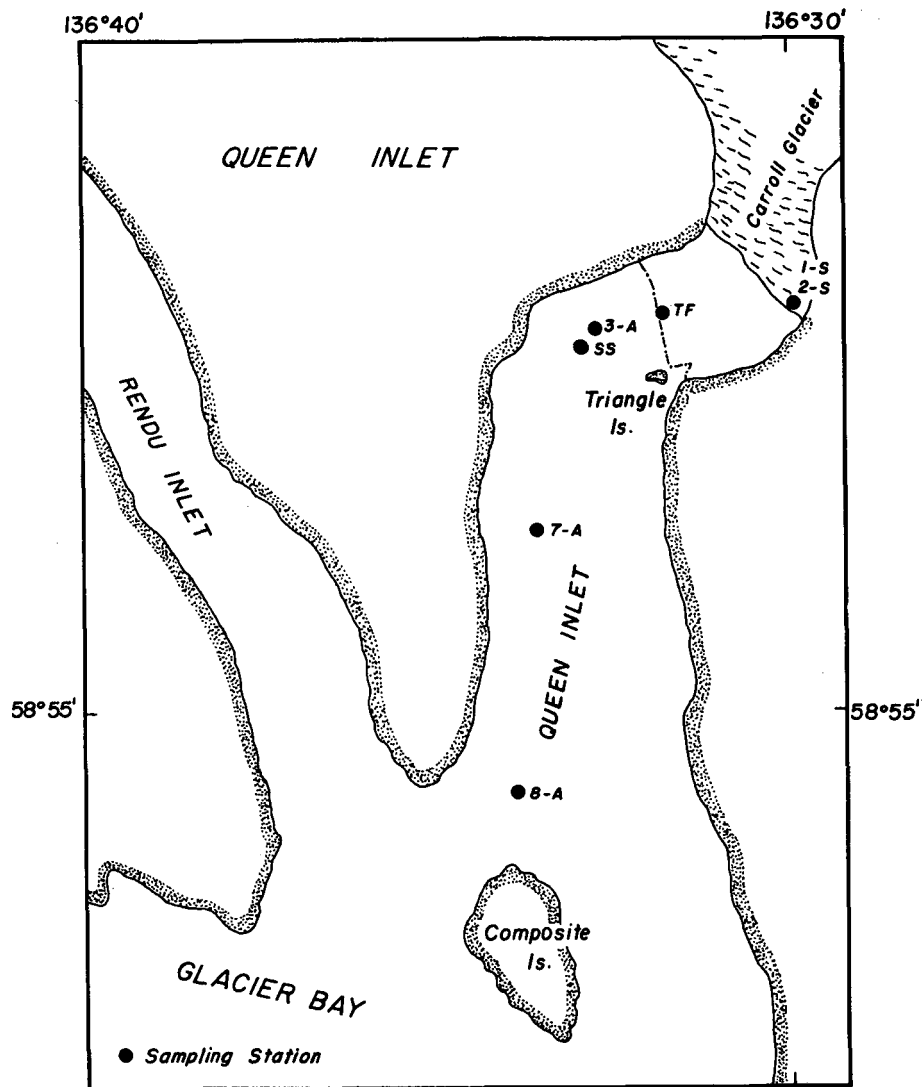 136°40'
136°30'
QUEEN INLET
Carroll Glacier
1-S
2-S
TF
3-A
SS
Triangle
Is.
RENDU INLET
7-A
QUEEN INLET
58°55'
58°55'
8-A
Composite
Is.
GLACIER BAY
Sampling Station